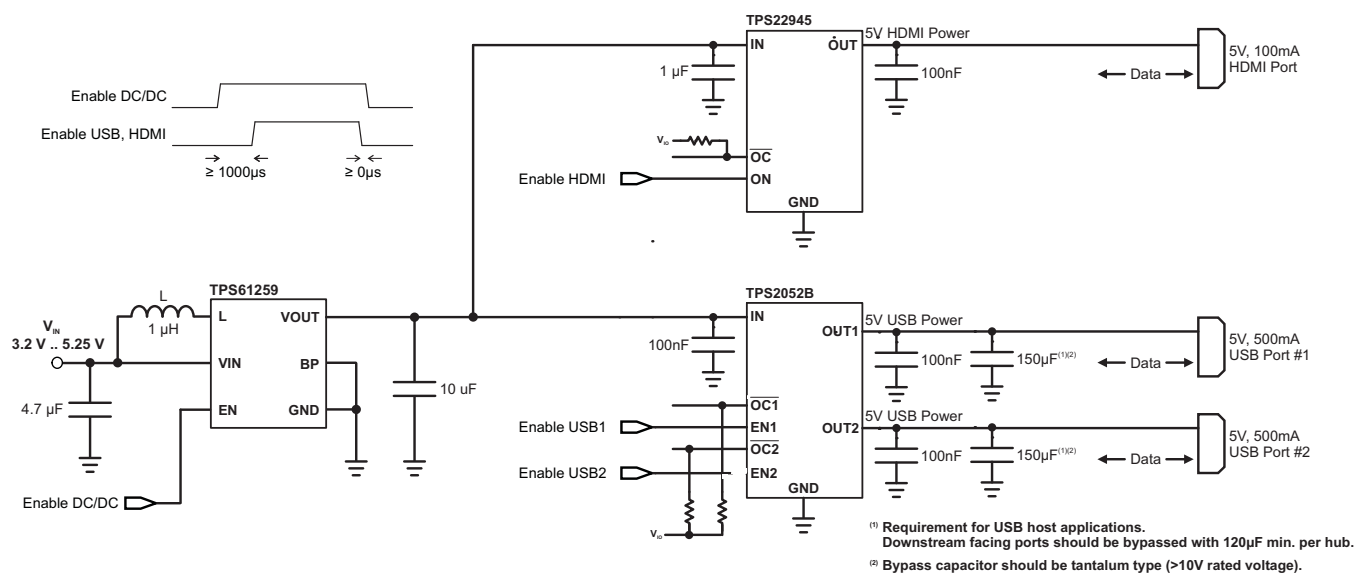 TPS22945
IN
OUT
5V HDMI Power
1 µF
100nF
Data
5V, 100mA
HDMI Port
Enable DC/DC
Enable USB, HDMI
≥ 1000µs
≥ 0µs
VIO
OC
Enable HDMI
ON
GND
TPS61259
L
1 µH
L
VOUT
VIN
3.2 V .. 5.25 V
VIN
BP
4.7 µF
EN
GND
10 uF
Enable DC/DC
TPS2052B
IN
100nF
OUT1
5V USB Power
100nF
150µF(1)(2)
Data
5V, 500mA
USB Port #1
OC1
Enable USB1
EN1
OC2
Enable USB2
EN2
OUT2
5V USB Power
100nF
150µF(1)(2)
Data
5V, 500mA
USB Port #2
GND
VIO
(1) Requirement for USB host applications.
Downstream facing ports should be bypassed with 120µF min. per hub.
(2) Bypass capacitor should be tantalum type (>10V rated voltage).